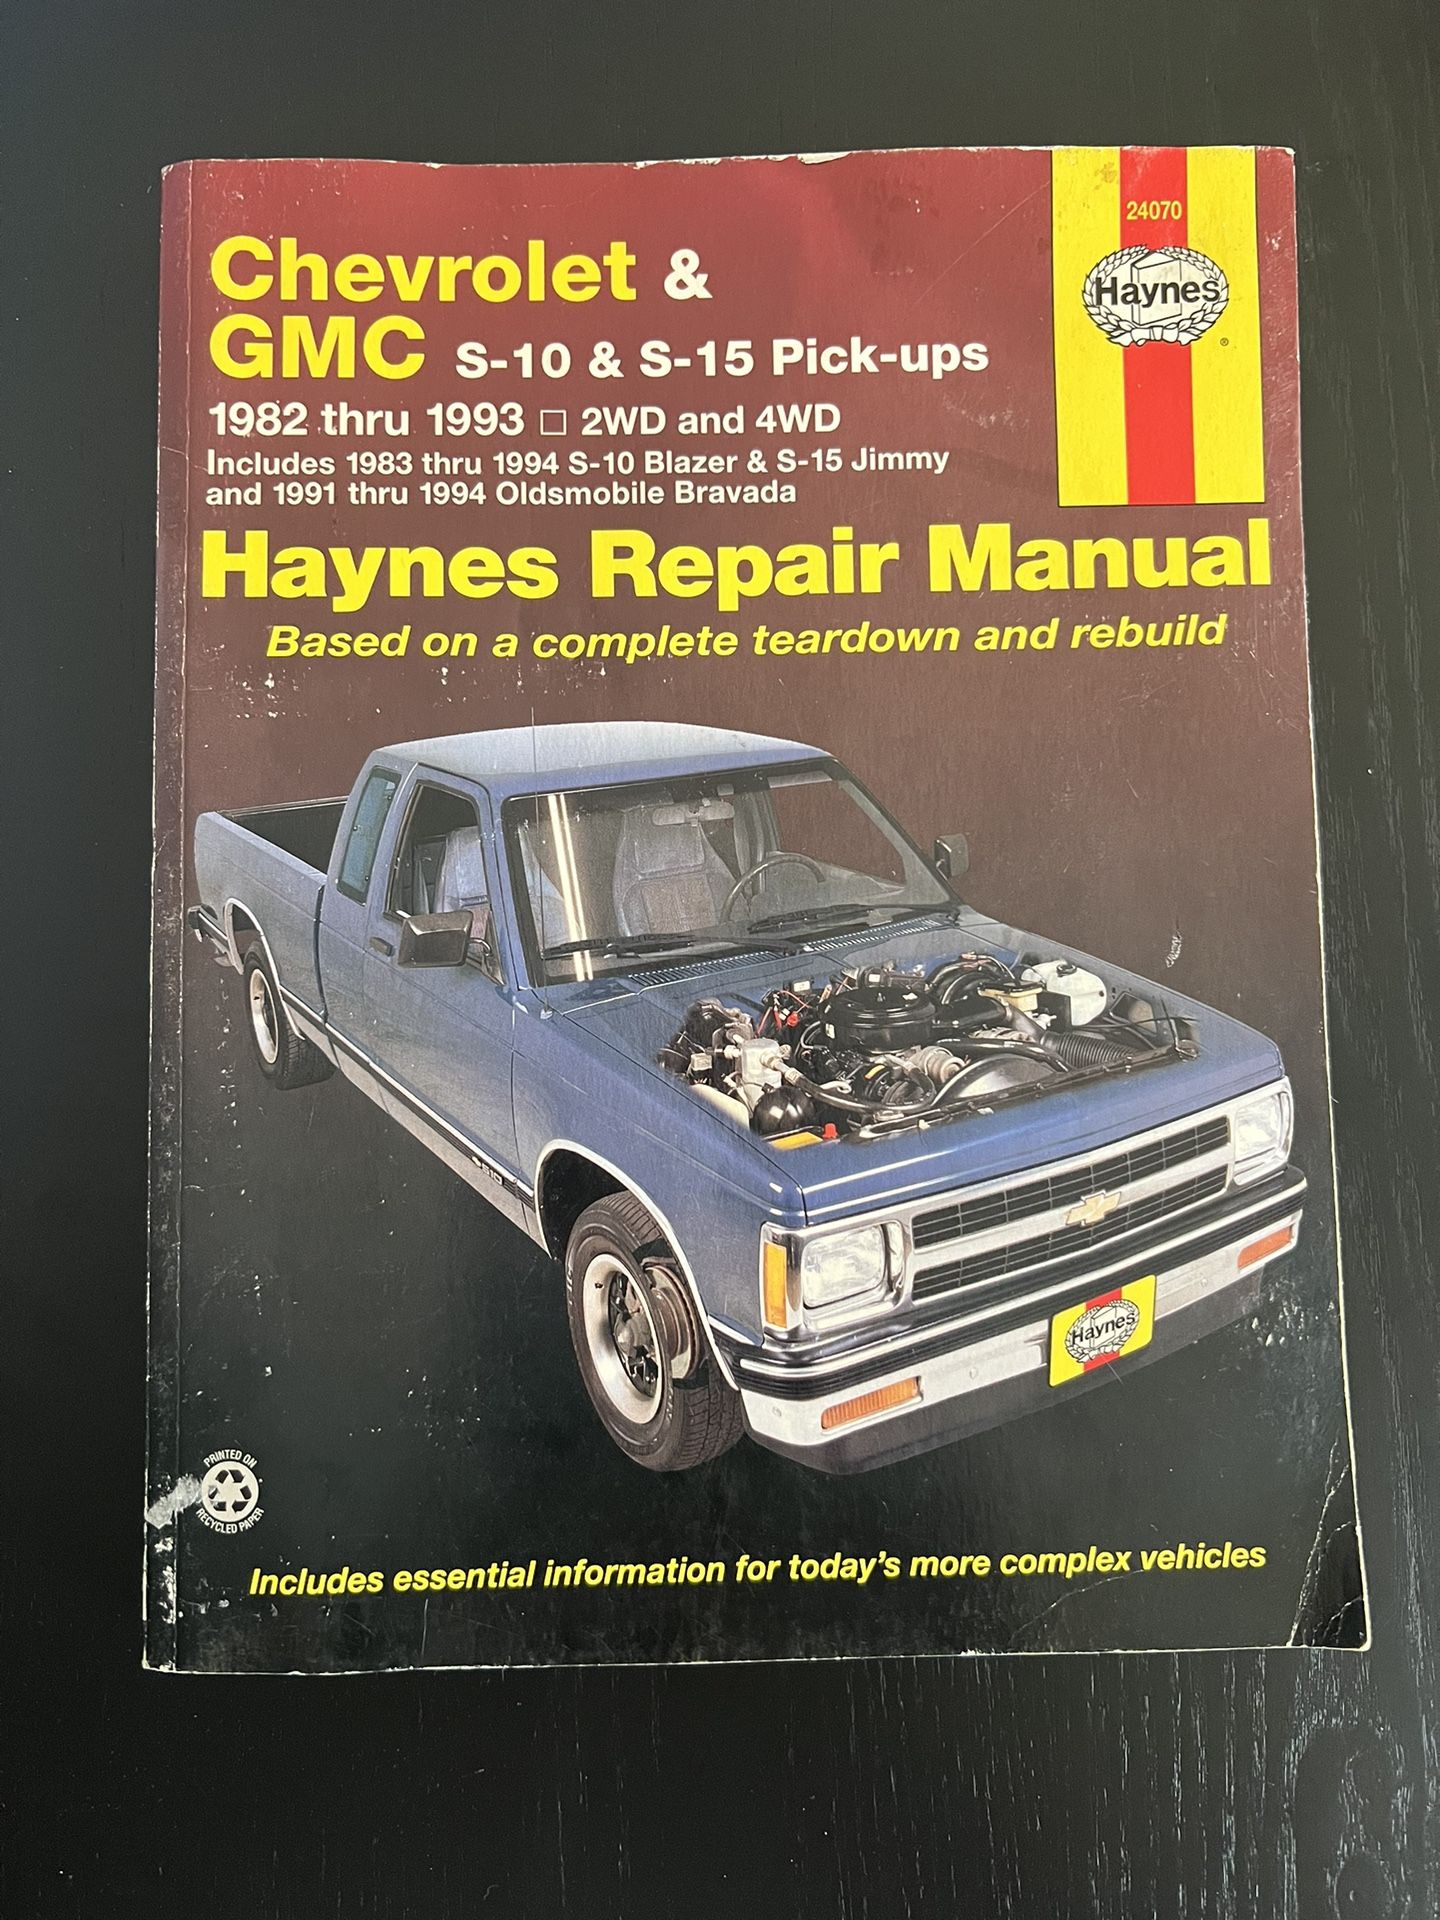 24070
Haynes
®
Chevrolet &
GMC S-10 & S-15 Pick-ups
1982 thru 1993 □ 2WD and 4WD
Includes 1983 thru 1994 S-10 Blazer & S-15 Jimmy
and 1991 thru 1994 Oldsmobile Bravada
Haynes Repair Manual
Based on a complete teardown and rebuild
S10
Haynes
PRINTED ON
RECYCLED PAPER
Includes essential information for today's more complex vehicles